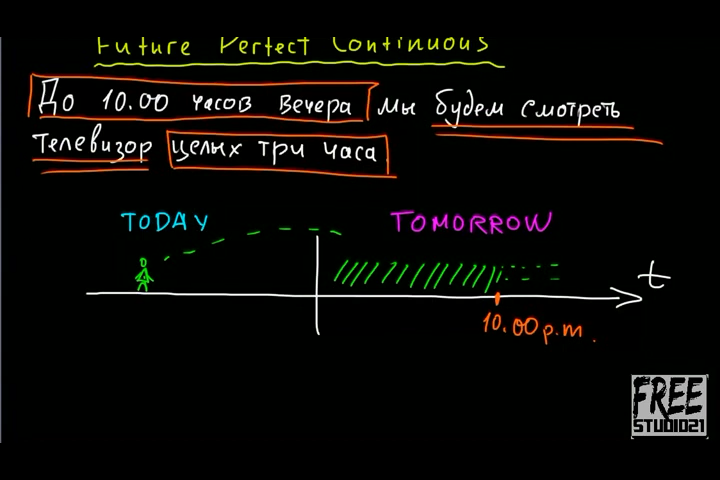 Future Perfect Continuous
До 10.00 часов вечера мы будем смотреть
телевизор целых три часа
TODAY TOMORROW
t
10.00 p.m.
FREE
STUDIO21